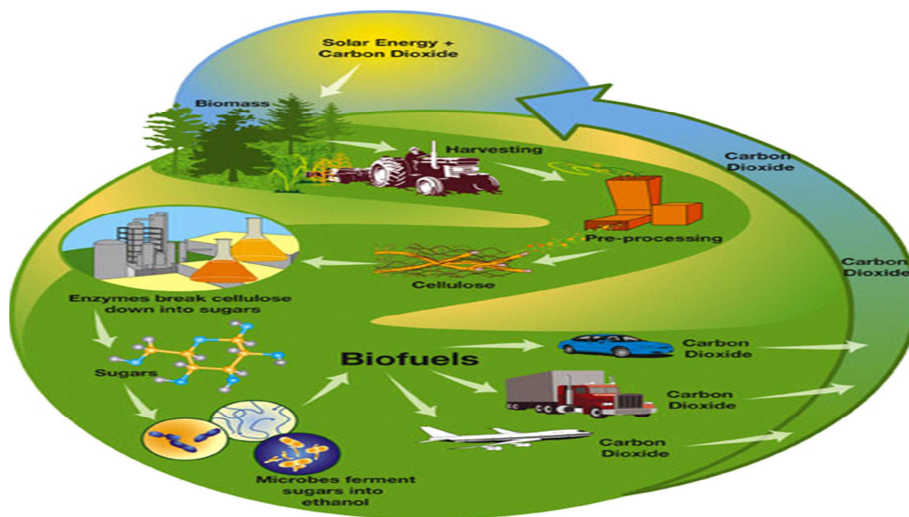 Solar Energy +
Carbon Dioxide
Biomass
Harvesting
Pre-processing
Cellulose
Enzymes break cellulose
down into sugars
Sugars
Microbes ferment
sugars into
ethanol
Biofuels
Carbon
Dioxide
Carbon
Dioxide
Carbon
Dioxide
Carbon
Dioxide
Carbon
Dioxide